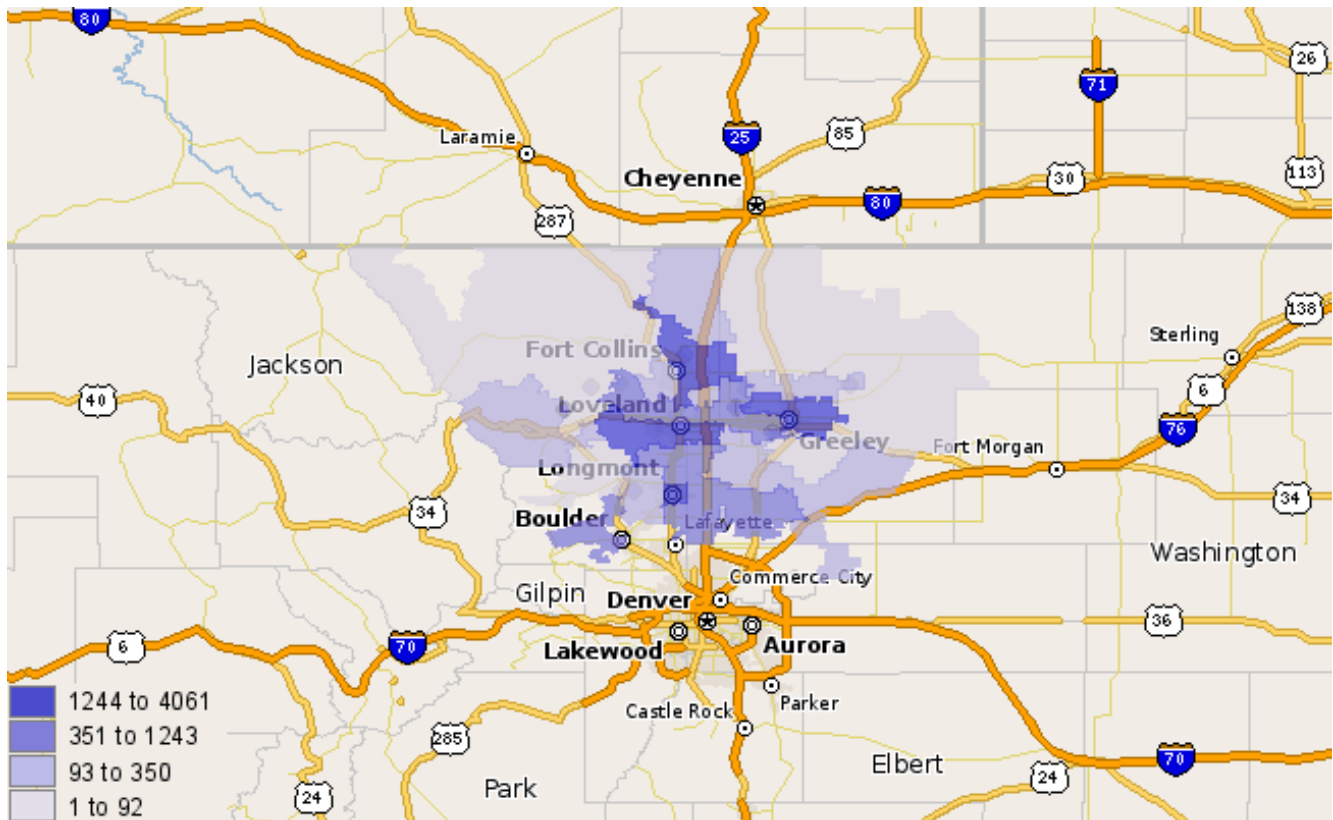 80
26
71
25
85
Laramie
113
30
Cheyenne
80
287
138
Sterling
Fort Collins
Jackson
6
40
Loveland
76
Greeley
Fort Morgan
Longmont
34
34
Boulder
Lafayette
Washington
Commerce City
Gilpin
Denver
36
6
70
Lakewood
Aurora
1244 to 4061
Parker
Castle Rock
351 to 1243
285
70
Elbert
93 to 350
24
Park
24
1 to 92